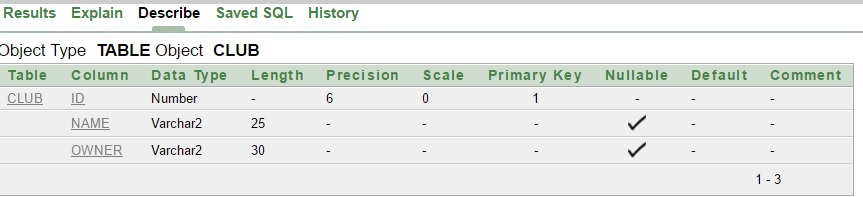 Results Explain Describe Saved SQL History
Object Type TABLE Object CLUB
Table Column Data Type Length Precision Scale Primary Key Nullable Default Comment
CLUB ID Number - 6 0 1 - - -
NAME Varchar2 25 - - - ✓ - -
OWNER Varchar2 30 - - - ✓ - -
1 - 3